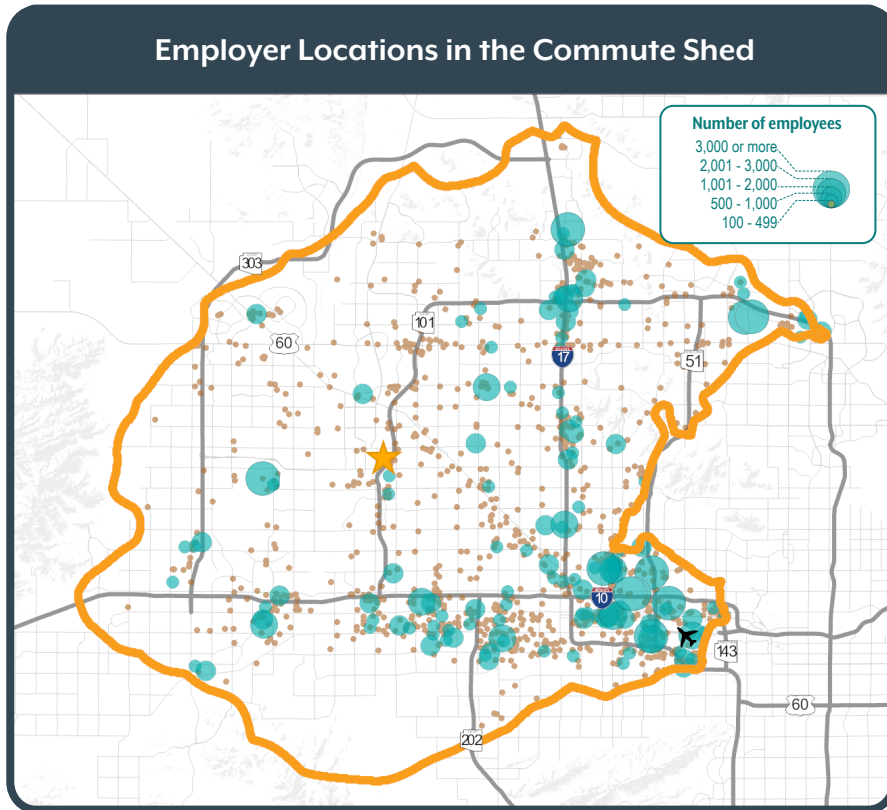 Employer Locations in the Commute Shed
Number of employees
3,000 or more
2,001 - 3,000
1,001 - 2,000
500 - 1,000
100 - 499
303
101
60
17
51
10
143
60
202